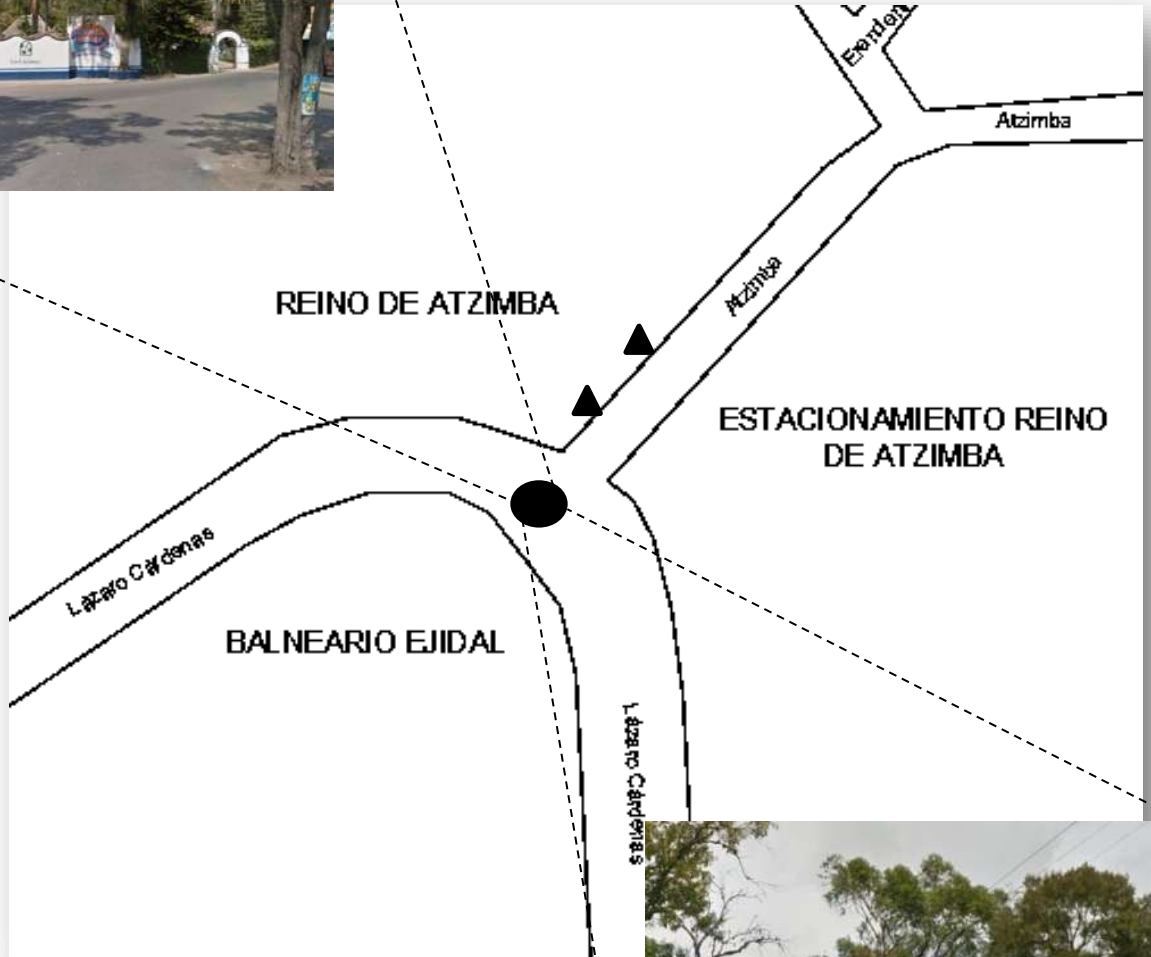 Atzimba
Atzimba
REINO DE ATZIMBA
ESTACIONAMIENTO REINO
DE ATZIMBA
Lázaro Cárdenas
BALNEARIO EJIDAL
Lázaro Cárdenas